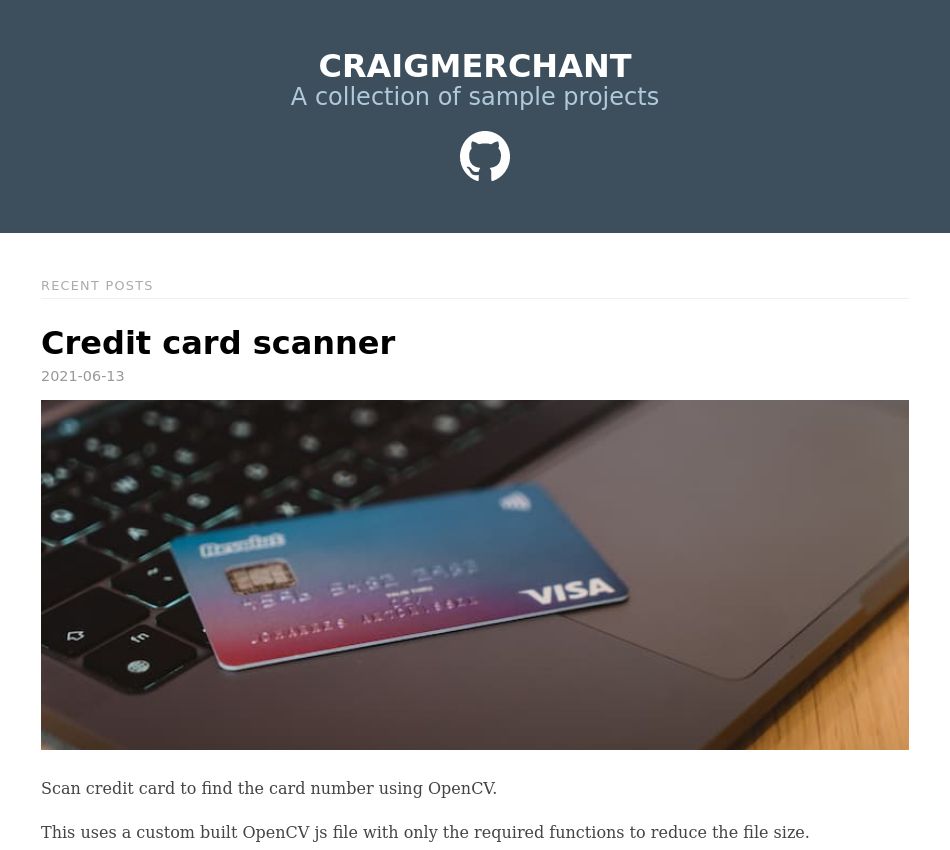 CRAIGMERCHANT
A collection of sample projects
RECENT POSTS
Credit card scanner
2021-06-13
Revolut
VISA
fn
Scan credit card to find the card number using OpenCV.
This uses a custom built OpenCV js file with only the required functions to reduce the file size.